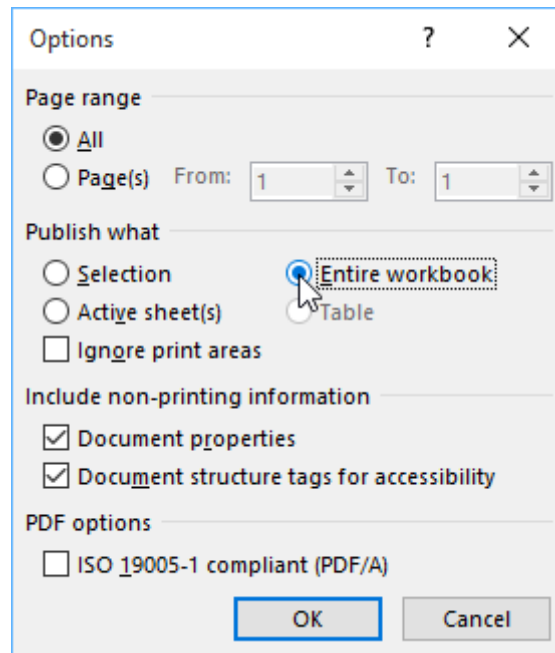 Options ?
Page range
All
Page(s) From: 1 To: 1
Publish what
Selection Entire workbook
Active sheet(s) Table
Ignore print areas
Include non-printing information
Document properties
Document structure tags for accessibility
PDF options
ISO 19005-1 compliant (PDF/A)
OK Cancel